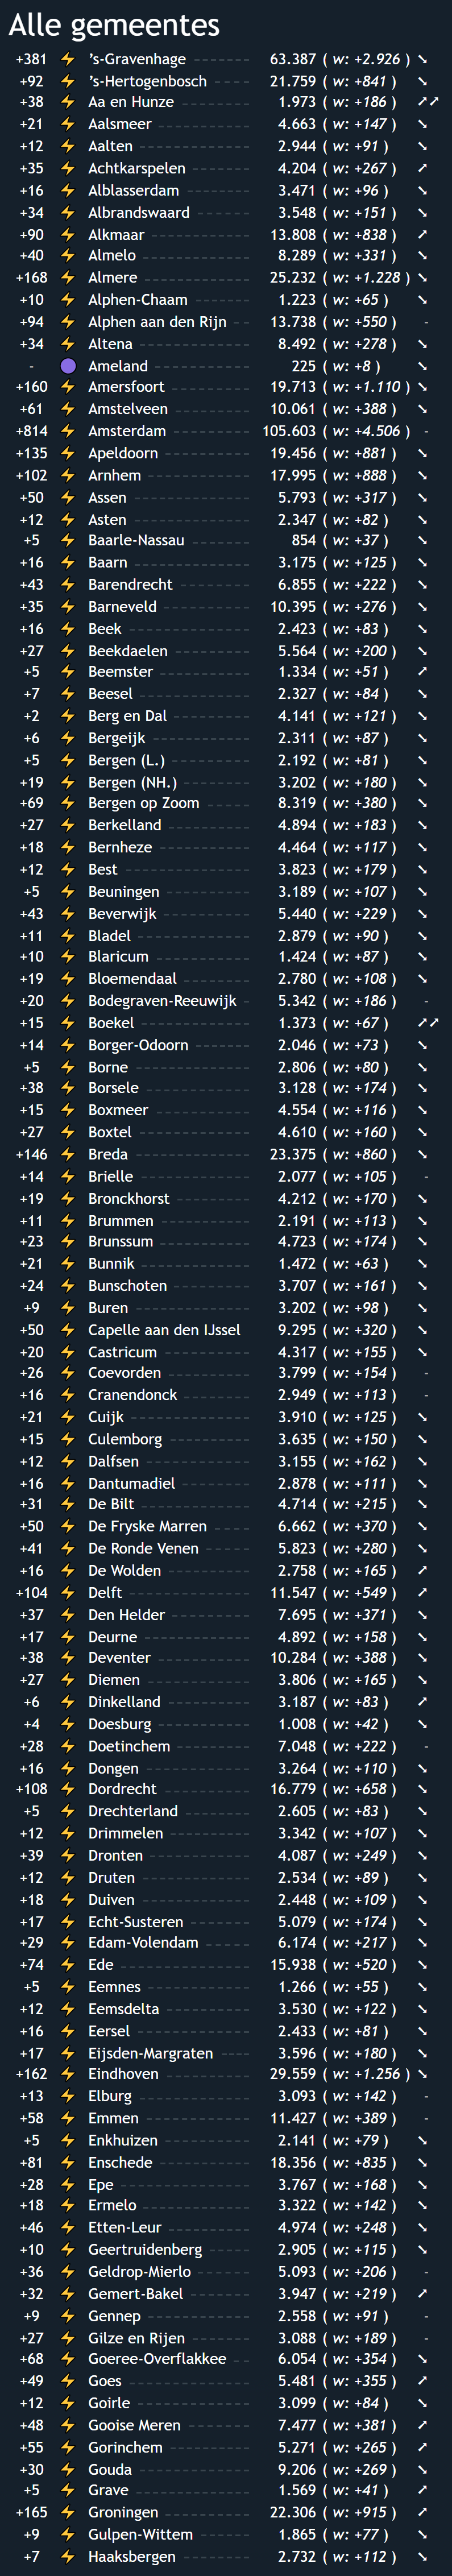 Alle gemeentes
+381 ⚡ ’s-Gravenhage 63.387 ( w: +2.926 ) ➘
+92 ⚡ ’s-Hertogenbosch 21.759 ( w: +841 ) ➘
+38 ⚡ Aa en Hunze 1.973 ( w: +186 ) ➚➚
+21 ⚡ Aalsmeer 4.663 ( w: +147 ) ➘
+12 ⚡ Aalten 2.944 ( w: +91 ) ➘
+35 ⚡ Achtkarspelen 4.204 ( w: +267 ) ➚
+16 ⚡ Alblasserdam 3.471 ( w: +96 ) ➘
+34 ⚡ Albrandswaard 3.548 ( w: +151 ) ➘
+90 ⚡ Alkmaar 13.808 ( w: +838 ) ➚
+40 ⚡ Almelo 8.289 ( w: +331 ) ➘
+168 ⚡ Almere 25.232 ( w: +1.228 ) ➘
+10 ⚡ Alphen-Chaam 1.223 ( w: +65 ) ➘
+94 ⚡ Alphen aan den Rijn 13.738 ( w: +550 ) -
+34 ⚡ Altena 8.492 ( w: +278 ) ➘
- Ameland 225 ( w: +8 ) ➘
+160 ⚡ Amersfoort 19.713 ( w: +1.110 ) ➘
+61 ⚡ Amstelveen 10.061 ( w: +388 ) ➘
+814 ⚡ Amsterdam 105.603 ( w: +4.506 ) -
+135 ⚡ Apeldoorn 19.456 ( w: +881 ) ➘
+102 ⚡ Arnhem 17.995 ( w: +888 ) ➘
+50 ⚡ Assen 5.793 ( w: +317 ) ➘
+12 ⚡ Asten 2.347 ( w: +82 ) ➘
+5 ⚡ Baarle-Nassau 854 ( w: +37 ) ➘
+16 ⚡ Baarn 3.175 ( w: +125 ) ➘
+43 ⚡ Barendrecht 6.855 ( w: +222 ) ➘
+35 ⚡ Barneveld 10.395 ( w: +276 ) ➘
+16 ⚡ Beek 2.423 ( w: +83 ) ➘
+27 ⚡ Beekdaelen 5.564 ( w: +200 ) ➘
+5 ⚡ Beemster 1.334 ( w: +51 ) ➚
+7 ⚡ Beesel 2.327 ( w: +84 ) ➘
+2 ⚡ Berg en Dal 4.141 ( w: +121 ) ➘
+6 ⚡ Bergeijk 2.311 ( w: +87 ) ➘
+5 ⚡ Bergen (L.) 2.192 ( w: +81 ) ➘
+19 ⚡ Bergen (NH.) 3.202 ( w: +180 ) ➘
+69 ⚡ Bergen op Zoom 8.319 ( w: +380 ) ➘
+27 ⚡ Berkelland 4.894 ( w: +183 ) ➘
+18 ⚡ Bernheze 4.464 ( w: +117 ) ➘
+12 ⚡ Best 3.823 ( w: +179 ) ➘
+5 ⚡ Beuningen 3.189 ( w: +107 ) ➘
+43 ⚡ Beverwijk 5.440 ( w: +229 ) ➘
+11 ⚡ Bladel 2.879 ( w: +90 ) ➘
+10 ⚡ Blaricum 1.424 ( w: +87 ) ➘
+19 ⚡ Bloemendaal 2.780 ( w: +108 ) ➘
+20 ⚡ Bodegraven-Reeuwijk 5.342 ( w: +186 ) -
+15 ⚡ Boekel 1.373 ( w: +67 ) ➚➚
+14 ⚡ Borger-Odoorn 2.046 ( w: +73 ) ➘
+5 ⚡ Borne 2.806 ( w: +80 ) ➘
+38 ⚡ Borsele 3.128 ( w: +174 ) ➘
+15 ⚡ Boxmeer 4.554 ( w: +116 ) ➘
+27 ⚡ Boxtel 4.610 ( w: +160 ) ➘
+146 ⚡ Breda 23.375 ( w: +860 ) ➘
+14 ⚡ Brielle 2.077 ( w: +105 ) -
+19 ⚡ Bronckhorst 4.212 ( w: +170 ) ➘
+11 ⚡ Brummen 2.191 ( w: +113 ) ➘
+23 ⚡ Brunssum 4.723 ( w: +174 ) ➘
+21 ⚡ Bunnik 1.472 ( w: +63 ) ➘
+24 ⚡ Bunschoten 3.707 ( w: +161 ) ➘
+9 ⚡ Buren 3.202 ( w: +98 ) ➘
+50 ⚡ Capelle aan den IJssel 9.295 ( w: +320 ) ➘
+20 ⚡ Castricum 4.317 ( w: +155 ) ➘
+26 ⚡ Coevorden 3.799 ( w: +154 ) -
+16 ⚡ Cranendonck 2.949 ( w: +113 ) -
+21 ⚡ Cuijk 3.910 ( w: +125 ) ➘
+15 ⚡ Culemborg 3.635 ( w: +150 ) ➘
+12 ⚡ Dalfsen 3.155 ( w: +162 ) ➘
+16 ⚡ Dantumadiel 2.878 ( w: +111 ) ➘
+31 ⚡ De Bilt 4.714 ( w: +215 ) ➘
+50 ⚡ De Fryske Marren 6.662 ( w: +370 ) ➘
+41 ⚡ De Ronde Venen 5.823 ( w: +280 ) ➘
+16 ⚡ De Wolden 2.758 ( w: +165 ) ➚
+104 ⚡ Delft 11.547 ( w: +549 ) ➚
+37 ⚡ Den Helder 7.695 ( w: +371 ) ➘
+17 ⚡ Deurne 4.892 ( w: +158 ) ➘
+38 ⚡ Deventer 10.284 ( w: +388 ) ➘
+27 ⚡ Diemen 3.806 ( w: +165 ) ➘
+6 ⚡ Dinkelland 3.187 ( w: +83 ) ➚
+4 ⚡ Doesburg 1.008 ( w: +42 ) ➘
+28 ⚡ Doetinchem 7.048 ( w: +222 ) -
+16 ⚡ Dongen 3.264 ( w: +110 ) ➘
+108 ⚡ Dordrecht 16.779 ( w: +658 ) ➘
+5 ⚡ Drechterland 2.605 ( w: +83 ) ➘
+12 ⚡ Drimmelen 3.342 ( w: +107 ) ➘
+39 ⚡ Dronten 4.087 ( w: +249 ) ➘
+12 ⚡ Druten 2.534 ( w: +89 ) ➘
+18 ⚡ Duiven 2.448 ( w: +109 ) ➘
+17 ⚡ Echt-Susteren 5.079 ( w: +174 ) ➘
+29 ⚡ Edam-Volendam 6.174 ( w: +217 ) ➘
+74 ⚡ Ede 15.938 ( w: +520 ) ➘
+5 ⚡ Eemnes 1.266 ( w: +55 ) ➘
+12 ⚡ Eemsdelta 3.530 ( w: +122 ) ➘
+16 ⚡ Eersel 2.433 ( w: +81 ) ➘
+17 ⚡ Eijsden-Margraten 3.596 ( w: +180 ) ➘
+162 ⚡ Eindhoven 29.559 ( w: +1.256 ) ➘
+13 ⚡ Elburg 3.093 ( w: +142 ) -
+58 ⚡ Emmen 11.427 ( w: +389 ) -
+5 ⚡ Enkhuizen 2.141 ( w: +79 ) ➘
+81 ⚡ Enschede 18.356 ( w: +835 ) ➘
+28 ⚡ Epe 3.767 ( w: +168 ) ➘
+18 ⚡ Ermelo 3.322 ( w: +142 ) ➘
+46 ⚡ Etten-Leur 4.974 ( w: +248 ) ➘
+10 ⚡ Geertruidenberg 2.905 ( w: +115 ) ➘
+36 ⚡ Geldrop-Mierlo 5.093 ( w: +206 ) -
+32 ⚡ Gemert-Bakel 3.947 ( w: +219 ) ➚
+9 ⚡ Gennep 2.558 ( w: +91 ) -
+27 ⚡ Gilze en Rijen 3.088 ( w: +189 ) -
+68 ⚡ Goeree-Overflakkee 6.054 ( w: +354 ) ➘
+49 ⚡ Goes 5.481 ( w: +355 ) ➚
+12 ⚡ Goirle 3.099 ( w: +84 ) ➘
+48 ⚡ Gooise Meren 7.477 ( w: +381 ) ➚
+55 ⚡ Gorinchem 5.271 ( w: +265 ) ➚
+30 ⚡ Gouda 9.206 ( w: +269 ) ➘
+5 ⚡ Grave 1.569 ( w: +41 ) ➚
+165 ⚡ Groningen 22.306 ( w: +915 ) ➚
+9 ⚡ Gulpen-Wittem 1.865 ( w: +77 ) ➘
+7 ⚡ Haaksbergen 2.732 ( w: +112 ) ➘